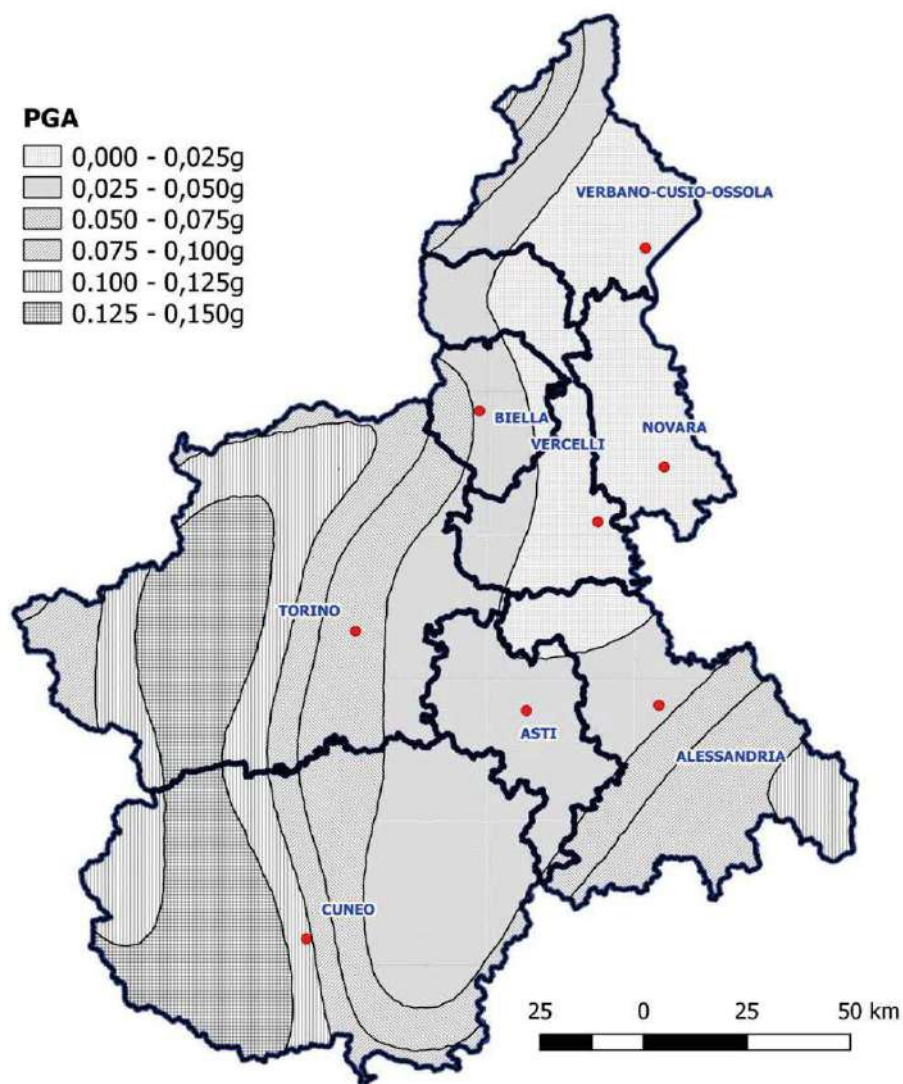 PGA
0,000 - 0,025g
0,025 - 0,050g
0.050 - 0,075g
0.075 - 0,100g
0.100 - 0,125g
0.125 - 0,150g
VERBANO-CUSIO-OSSOLA
BIELLA
VERCELLI
NOVARA
TORINO
ASTI
ALESSANDRIA
CUNEO
25 0 25 50 km